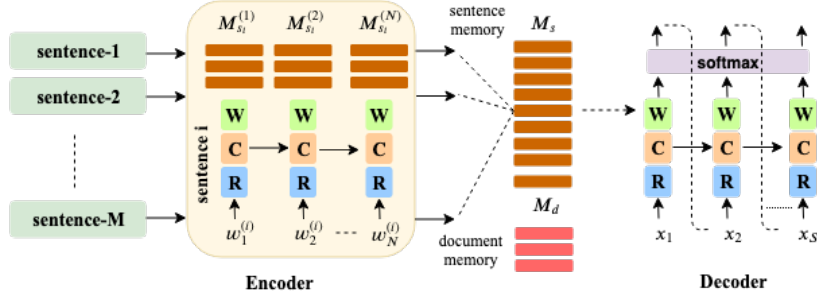 sentence-1
sentence-2
sentence-M
sentence i
M_{s_i}^{(1)} M_{s_i}^{(2)} M_{s_i}^{(N)}
W W W
C C C
R R R
w_1^{(i)} w_2^{(i)} w_N^{(i)}
Encoder
sentence
memory
M_s
M_d
document
memory
softmax
W W W
C C C
R R R
x_1 x_2 x_S
Decoder